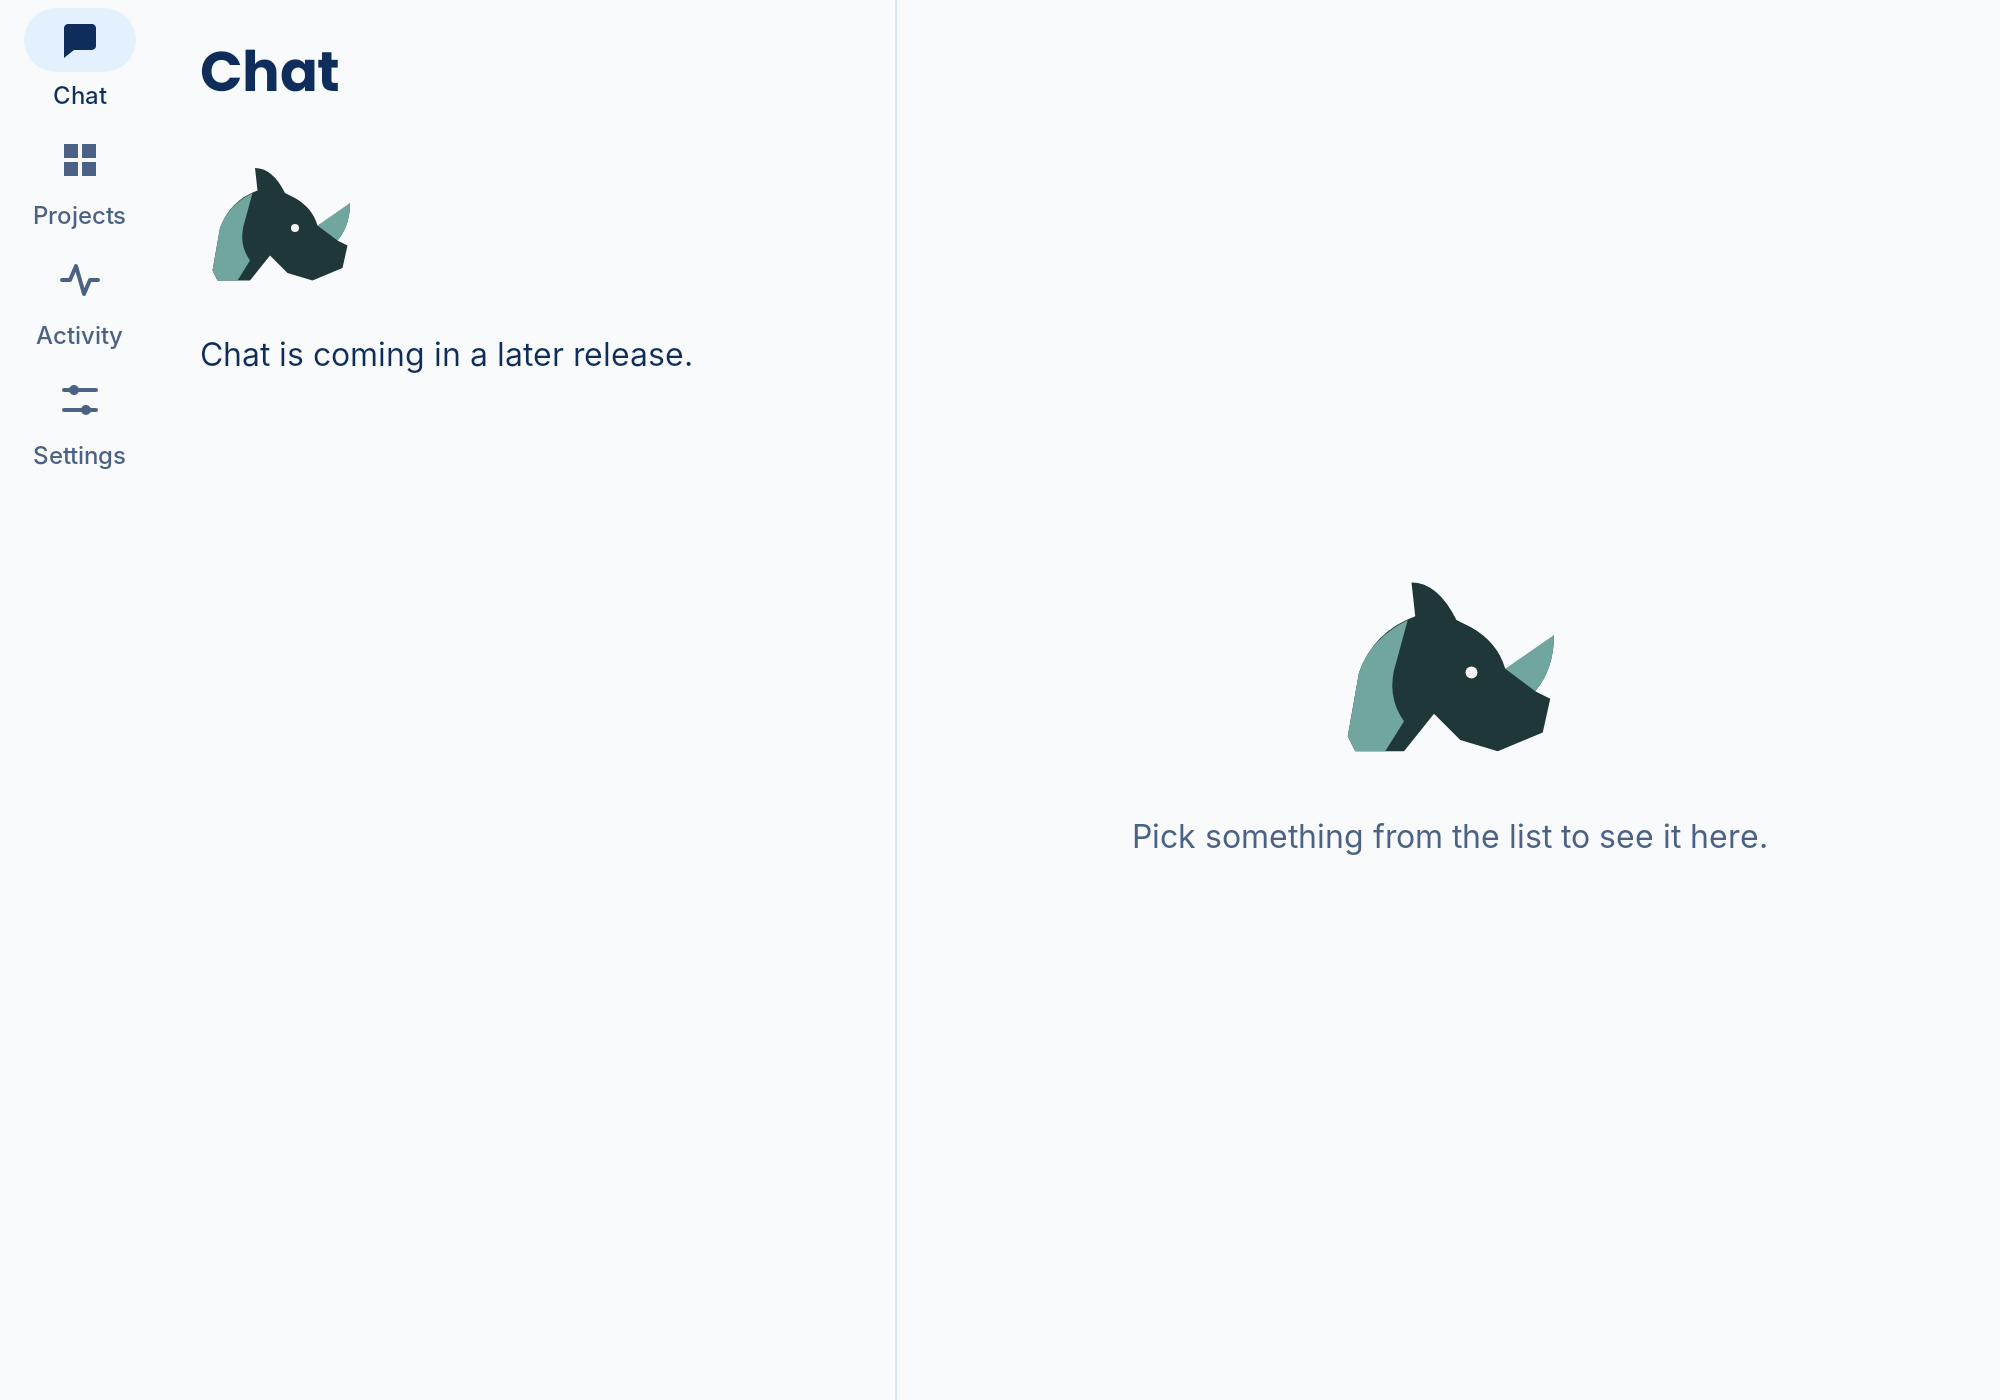 Chat
Projects
Activity
Settings
Chat
Chat is coming in a later release.
Pick something from the list to see it here.